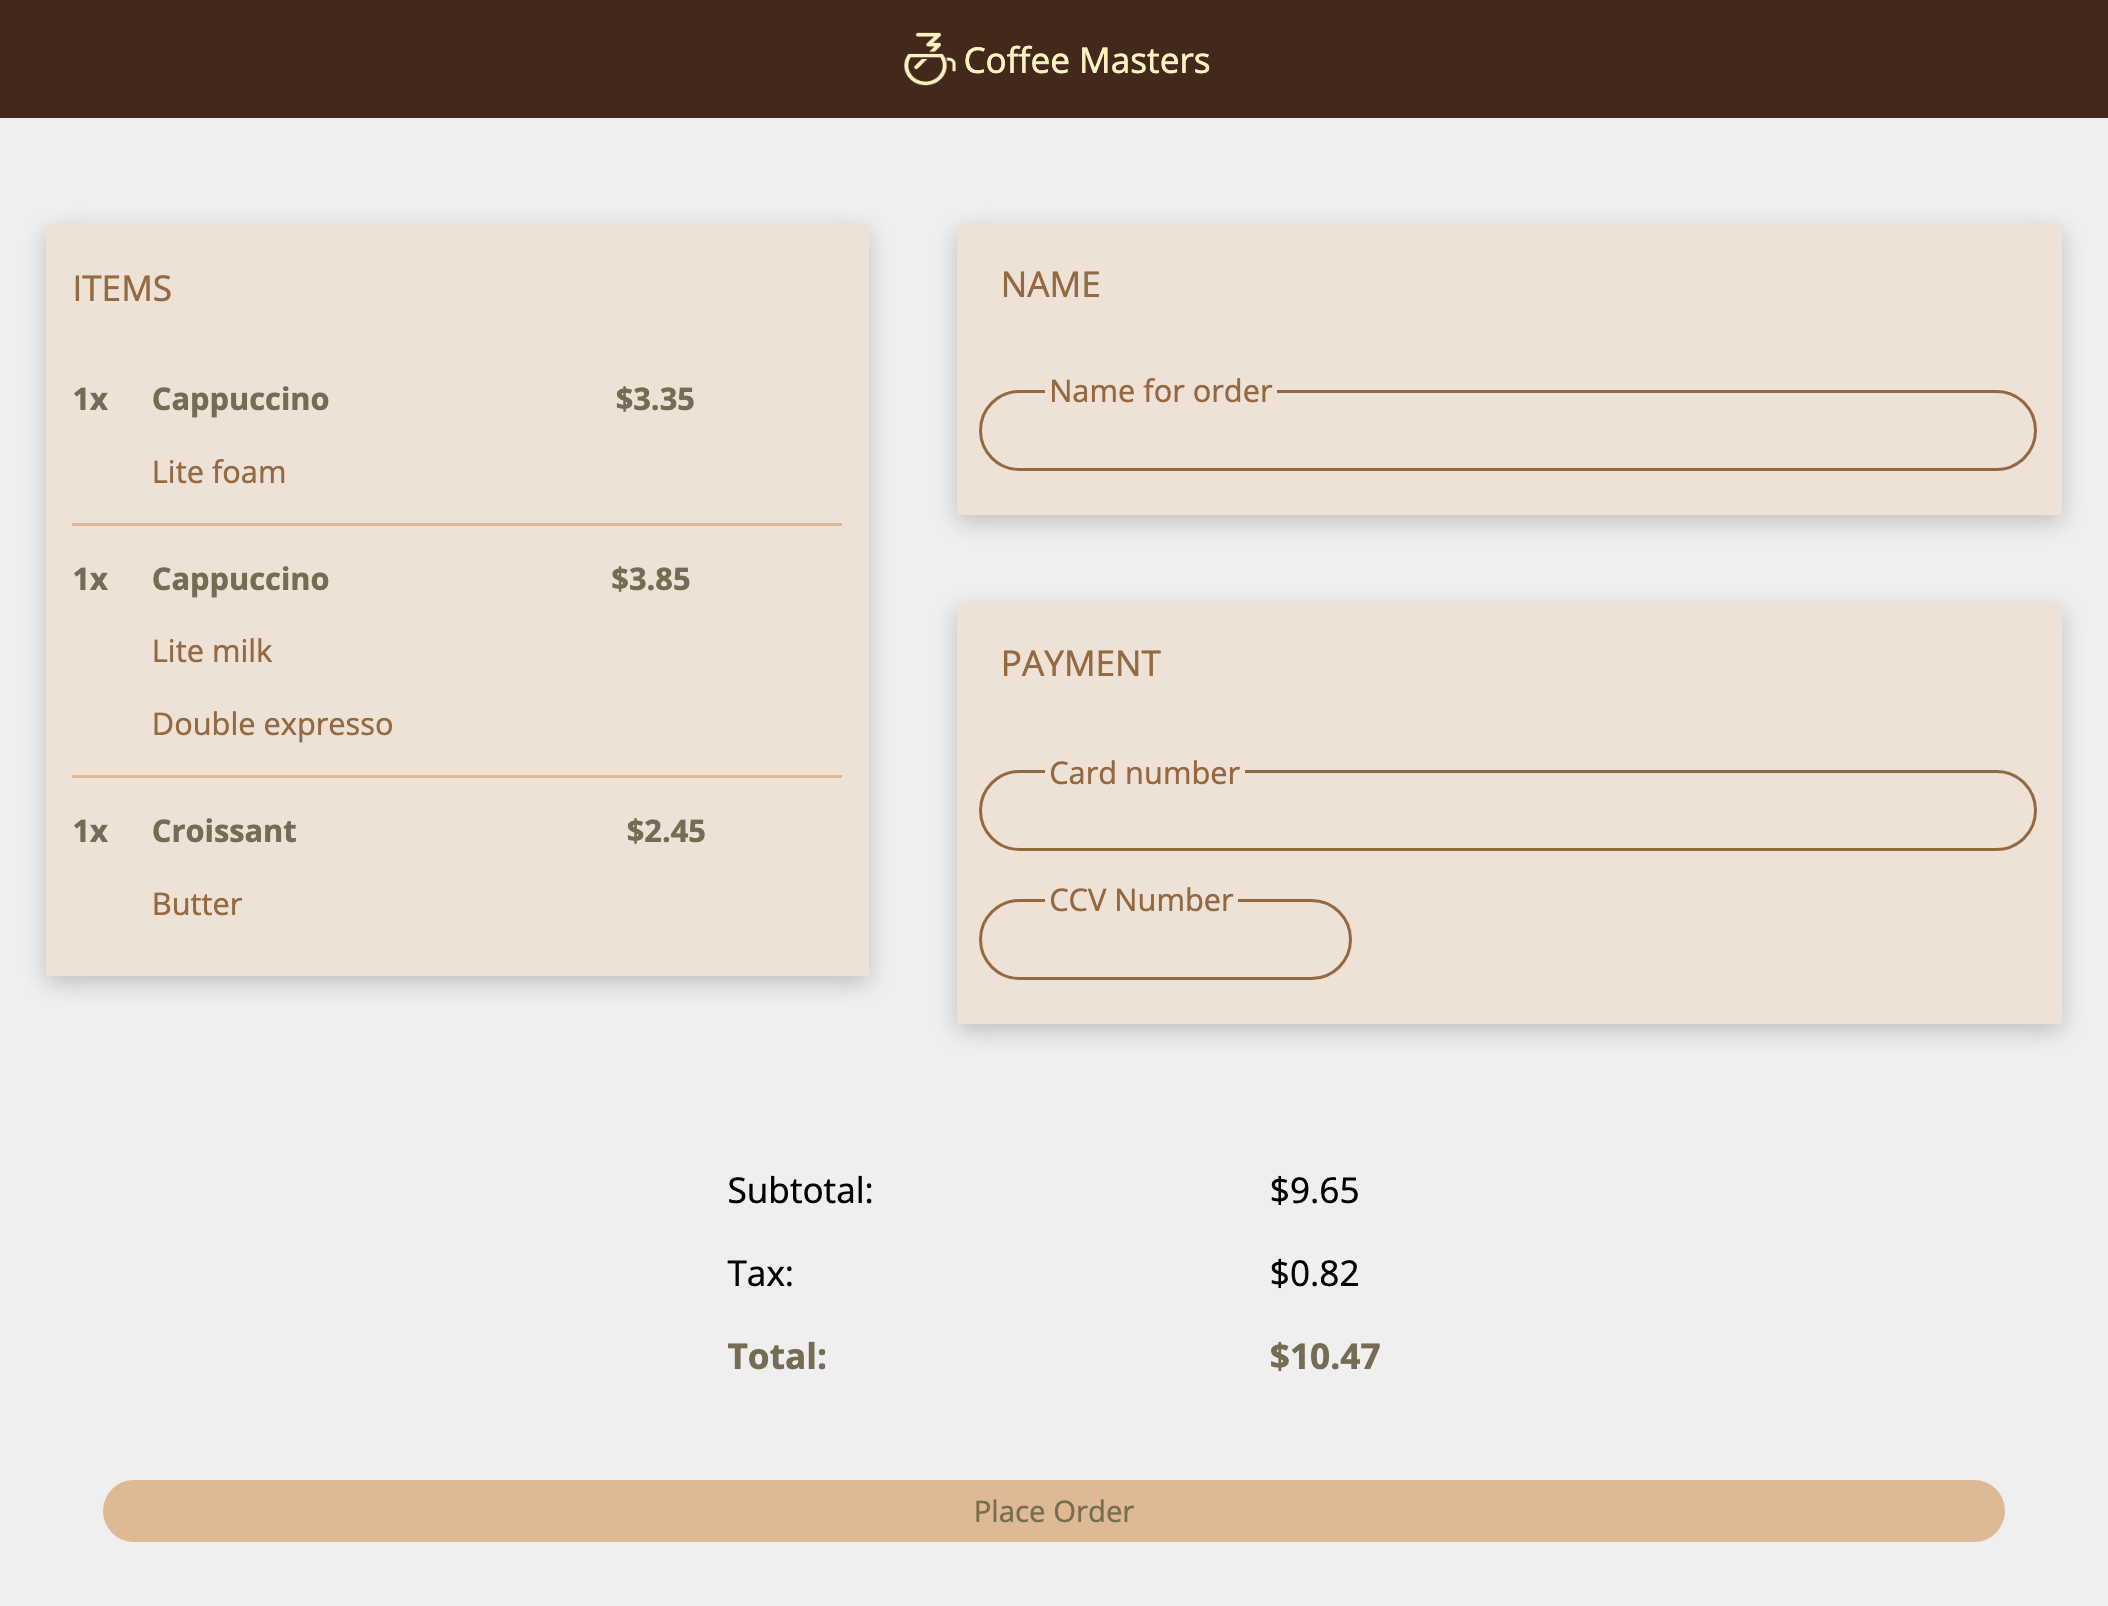 Coffee Masters
ITEMS
1x Cappuccino $3.35
Lite foam
1x Cappuccino $3.85
Lite milk
Double expresso
1x Croissant $2.45
Butter
NAME
Name for order
PAYMENT
Card number
CCV Number
Subtotal: $9.65
Tax: $0.82
Total: $10.47
Place Order